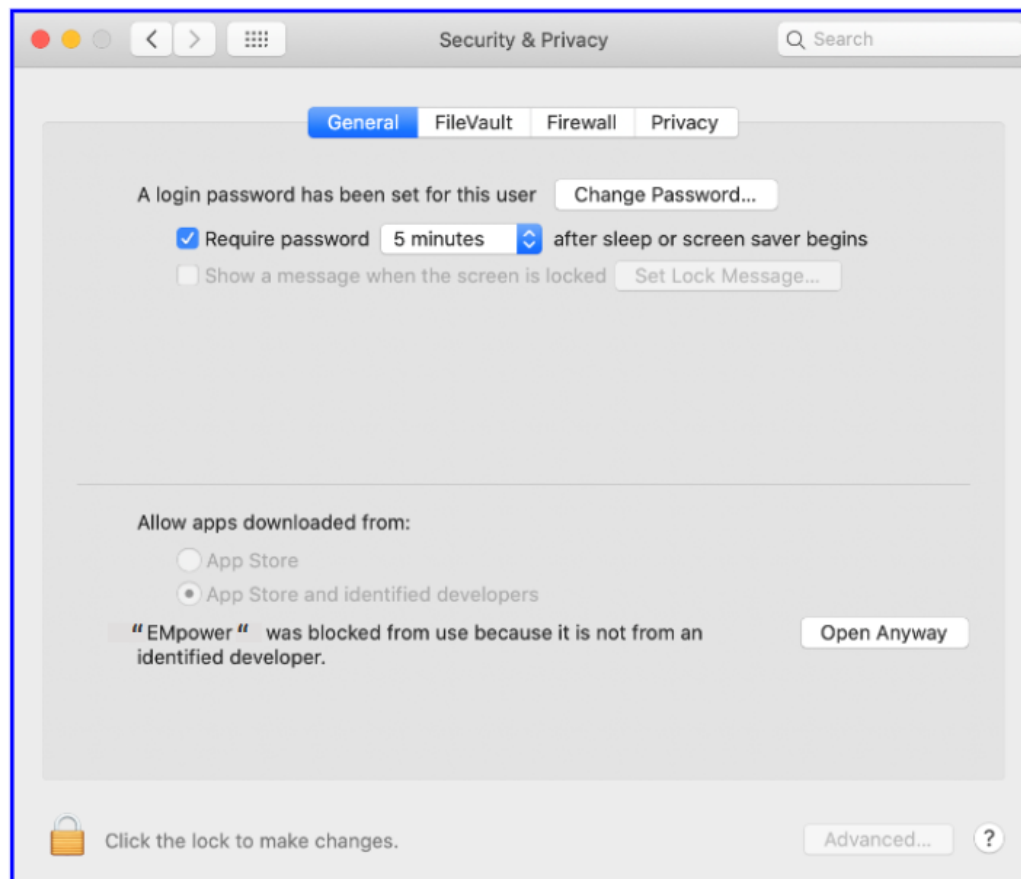 Security & Privacy
Search
General FileVault Firewall Privacy
A login password has been set for this user Change Password...
Require password 5 minutes after sleep or screen saver begins
Show a message when the screen is locked Set Lock Message...
Allow apps downloaded from:
App Store
App Store and identified developers
“EMpower“ was blocked from use because it is not from an
identified developer.
Open Anyway
Click the lock to make changes.
Advanced... ?